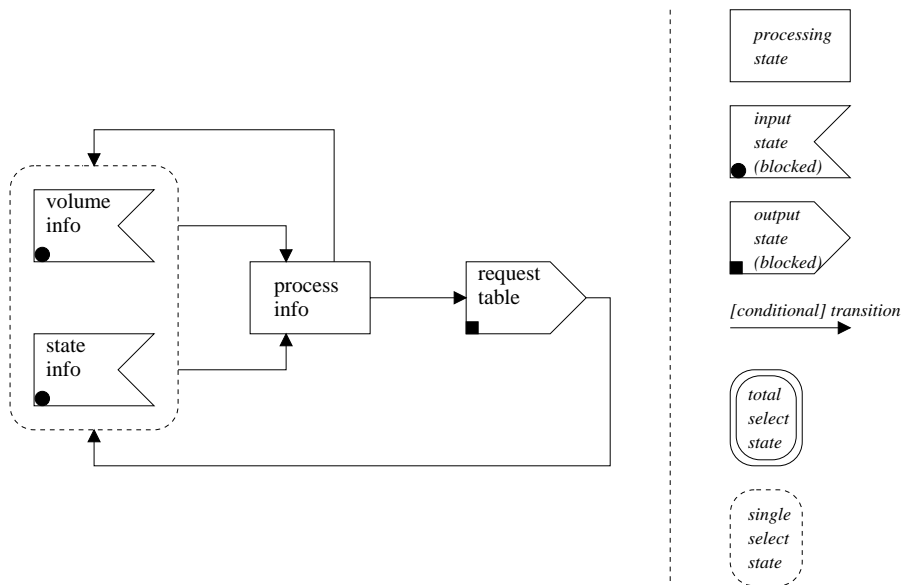 volume
info
state
info
process
info
request
table
processing
state
input
state
(blocked)
output
state
(blocked)
[conditional] transition
total
select
state
single
select
state